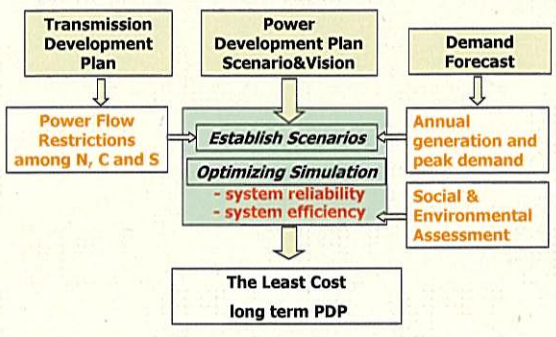 Transmission
Development
Plan
Power
Development Plan
Scenario&Vision
Demand
Forecast
Power Flow
Restrictions
among N, C and S
Establish Scenarios
Optimizing Simulation
- system reliability
- system efficiency
Annual
generation and
peak demand
Social &
Environmental
Assessment
The Least Cost
long term PDP